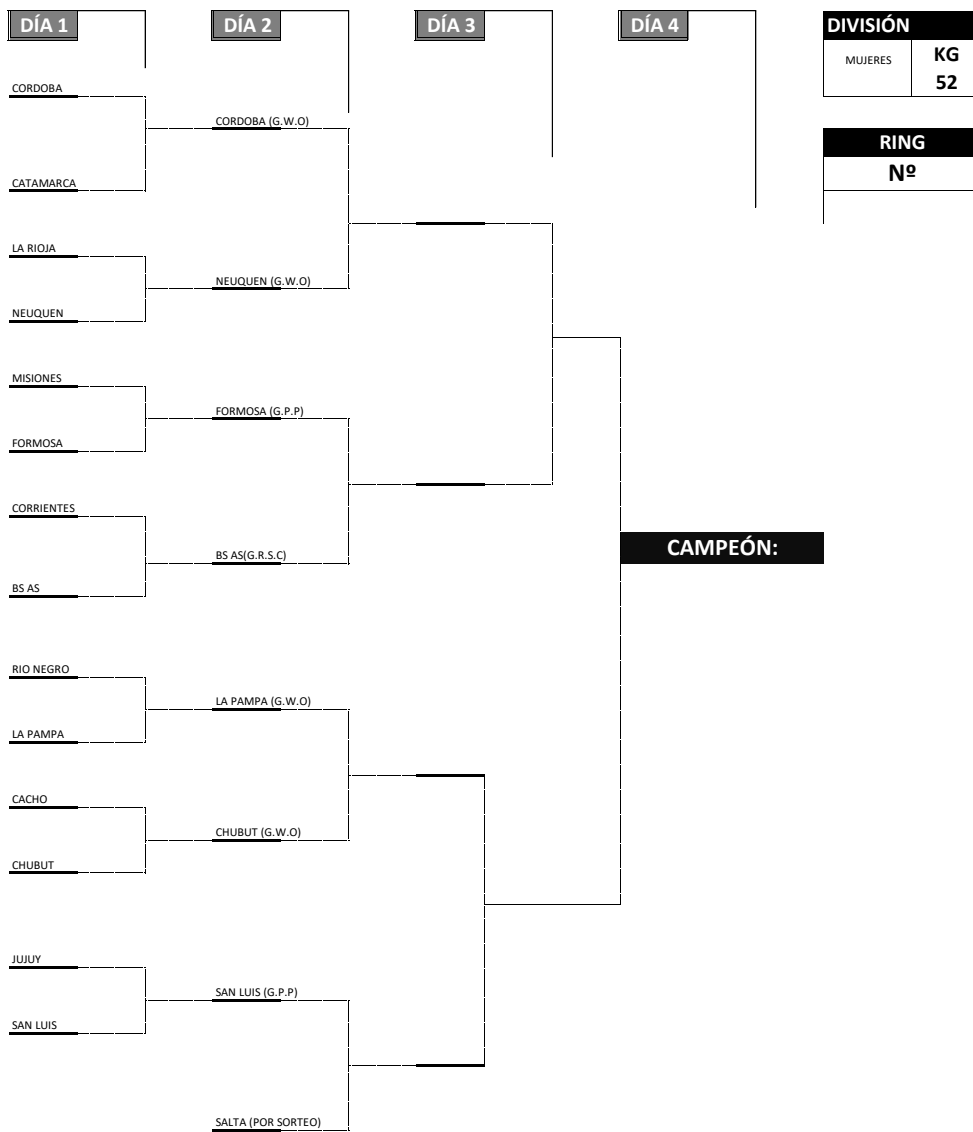 DÍA 1
DÍA 2
DÍA 3
DÍA 4
DIVISIÓN
MUJERES
KG
52
RING
Nº
CORDOBA
CORDOBA (G.W.O)
CATAMARCA
LA RIOJA
NEUQUEN (G.W.O)
NEUQUEN
MISIONES
FORMOSA (G.P.P)
FORMOSA
CORRIENTES
BS AS(G.R.S.C)
BS AS
CAMPEÓN:
RIO NEGRO
LA PAMPA (G.W.O)
LA PAMPA
CACHO
CHUBUT (G.W.O)
CHUBUT
JUJUY
SAN LUIS (G.P.P)
SAN LUIS
SALTA (POR SORTEO)